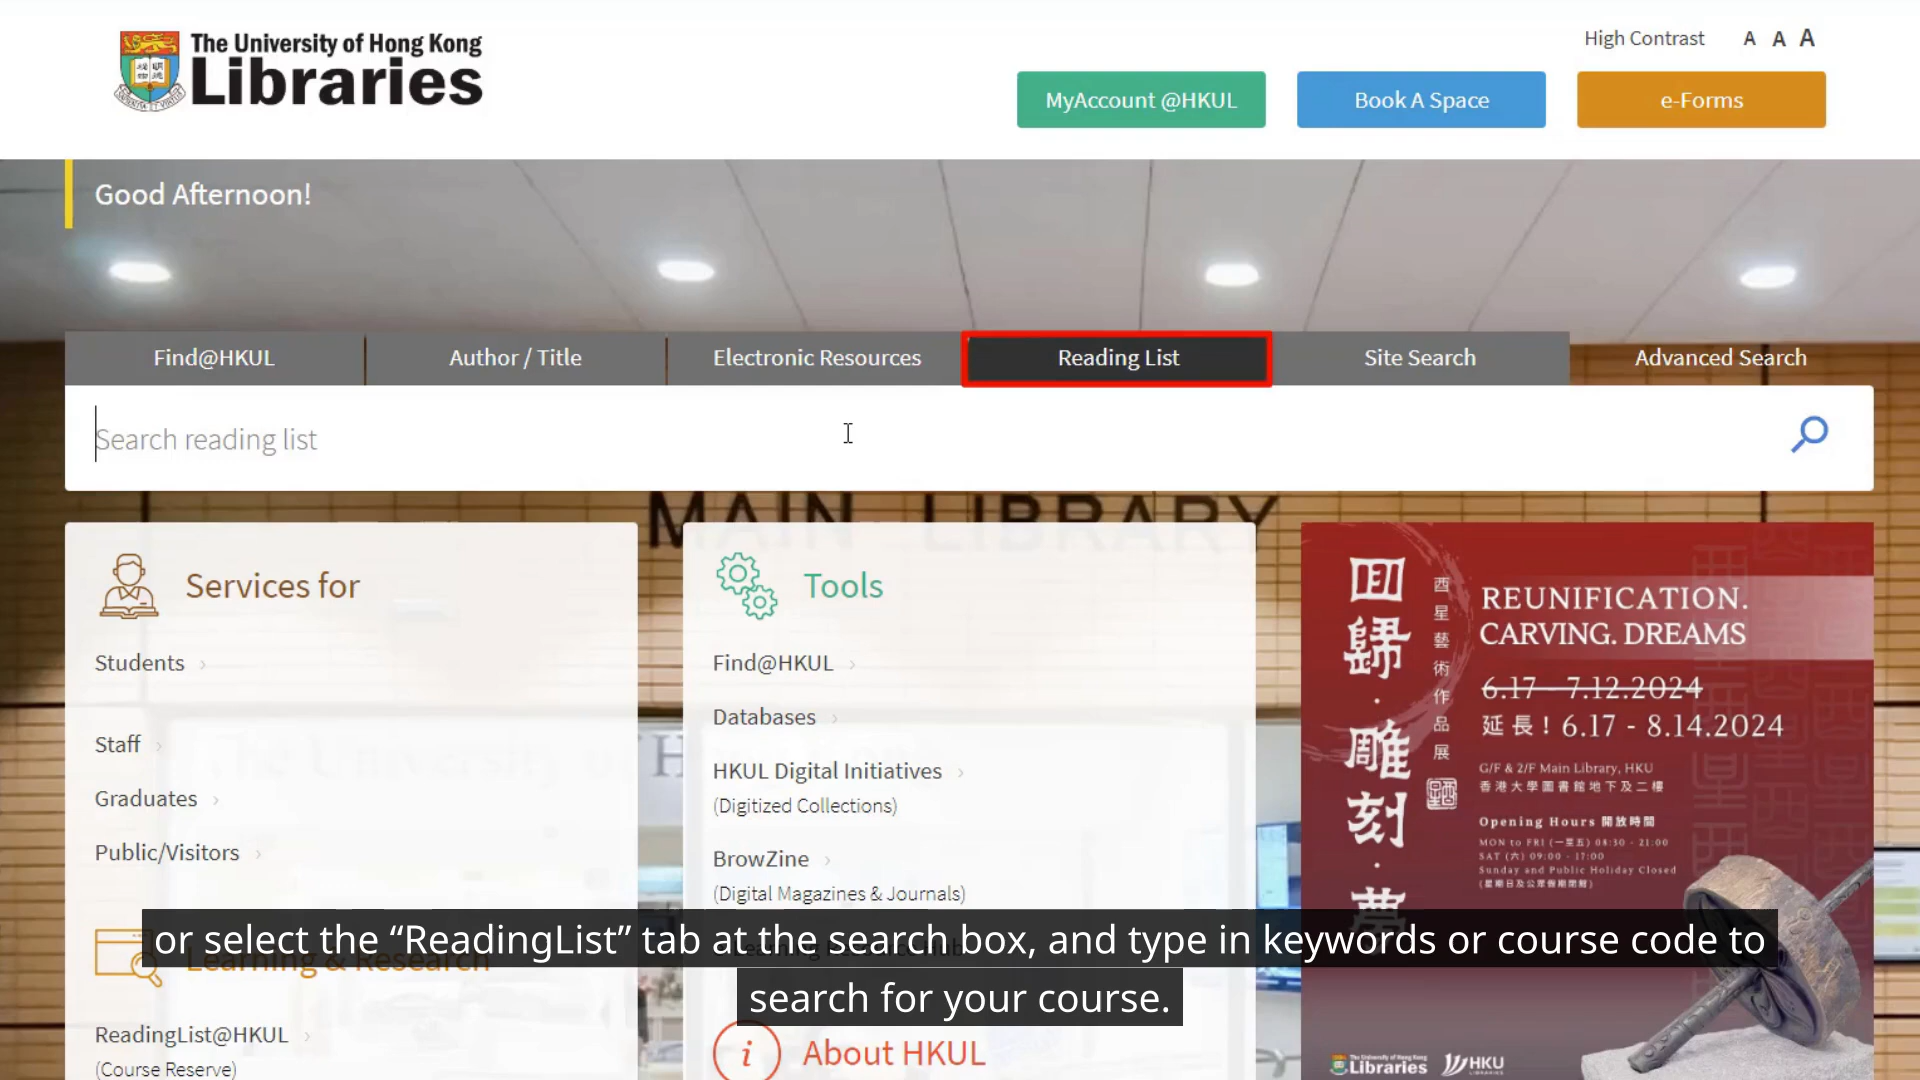 The University of Hong Kong
Libraries
High Contrast A A A
MyAccount @HKUL
Book A Space
e-Forms
Good Afternoon!
Find@HKUL
Author / Title
Electronic Resources
Reading List
Site Search
Advanced Search
Search reading list
MAIN LIBRARY
Services for
Students
Staff
Graduates
Public/Visitors
Learning & Research
ReadingList@HKUL
(Course Reserve)
Tools
Find@HKUL
Databases
HKUL Digital Initiatives
(Digitized Collections)
BrowZine
(Digital Magazines & Journals)
About HKUL
回歸·雕刻·夢
酉星藝術作品展
REUNIFICATION.
CARVING. DREAMS
6.17 - 7.12.2024
延長！6.17 - 8.14.2024
G/F & 2/F Main Library, HKU
香港大學圖書館地下及二樓
Opening Hours 開放時間
MON to FRI (一至五) 08:30 - 21:00
SAT (六) 09:00 - 17:00
Sunday and Public Holiday Closed
(星期日及公眾假期閉館)
The University of Hong Kong
Libraries
HKU
LIBRARIES
or select the “ReadingList” tab at the search box, and type in keywords or course code to
search for your course.